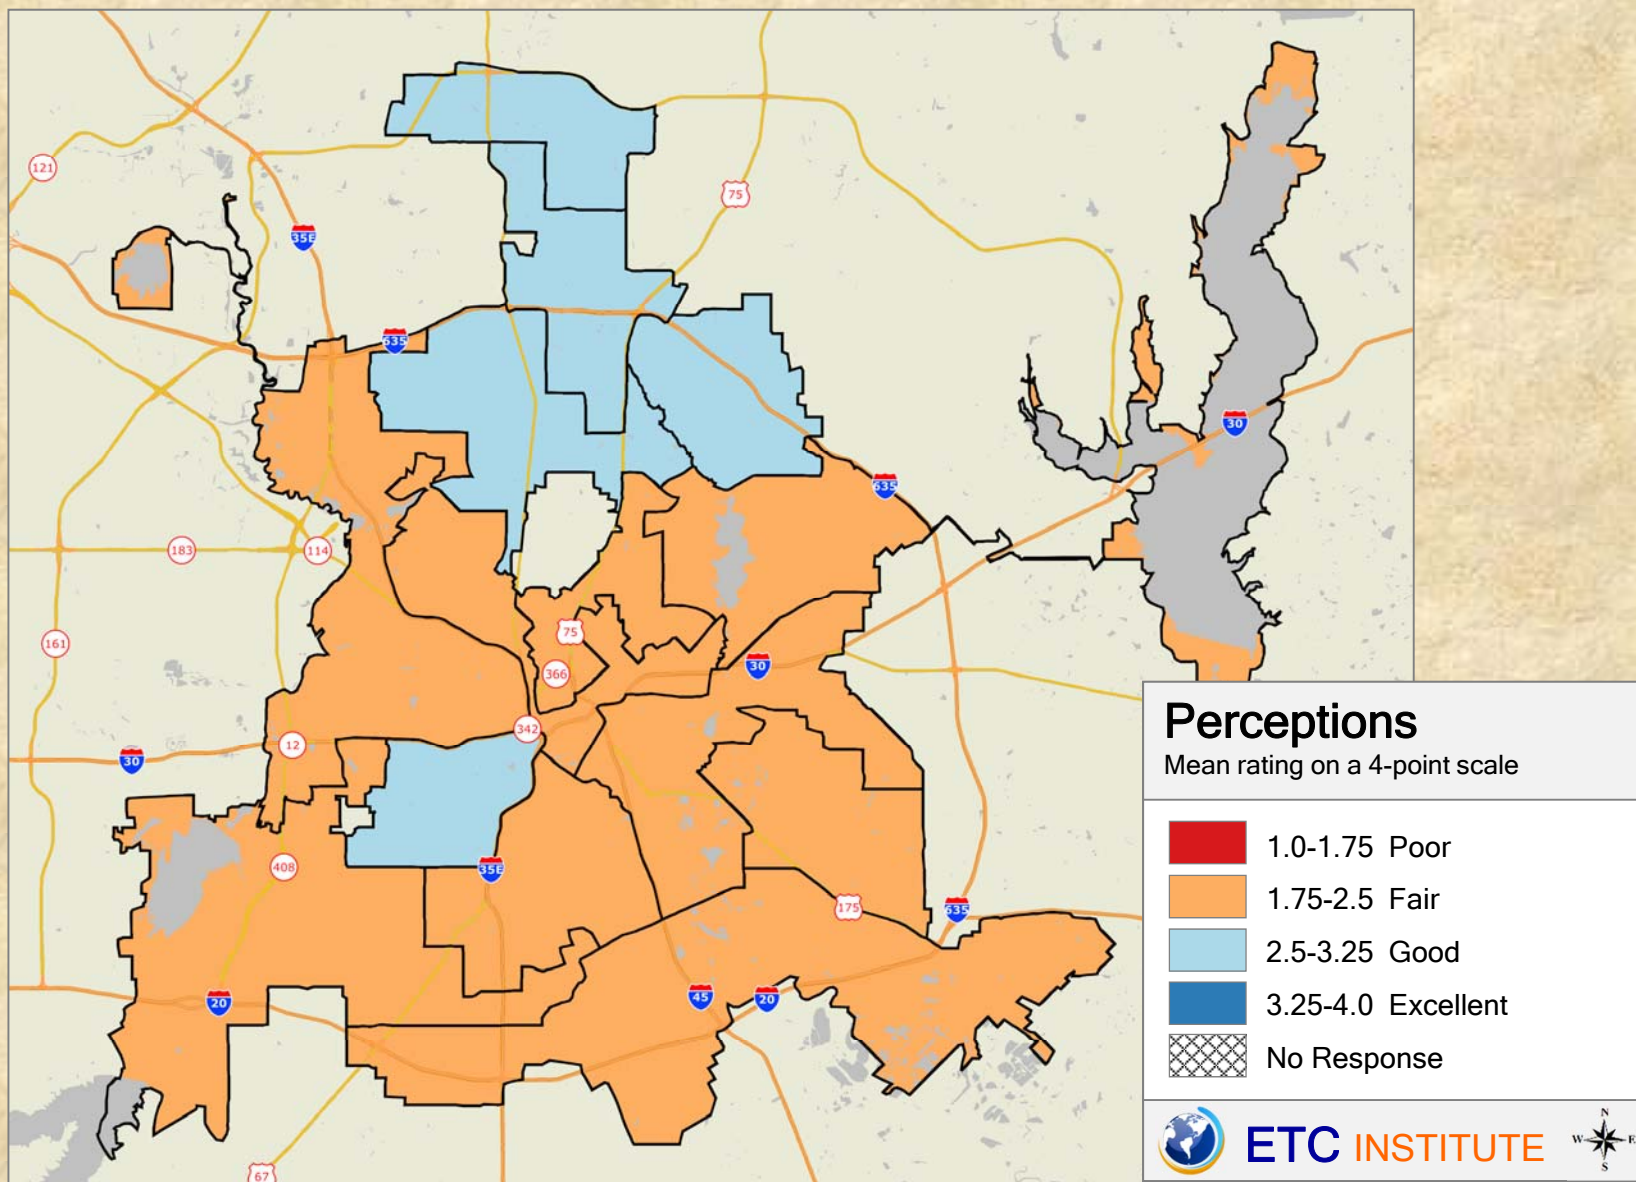 121
35E
75
635
30
635
183
114
161
75
366
30
342
12
30
408
35E
175
635
20
45
20
67
Perceptions
Mean rating on a 4-point scale
1.0-1.75 Poor
1.75-2.5 Fair
2.5-3.25 Good
3.25-4.0 Excellent
No Response
ETC INSTITUTE
N
W E
S